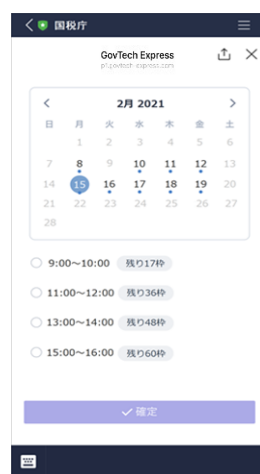 国税庁
GovTech Express
p1.govtech-express.com
2月 2021
日 月 火 水 木 金 土
1 2 3 4 5 6
7 8 9 10 11 12 13
14 15 16 17 18 19 20
21 22 23 24 25 26 27
28
9:00～10:00 残り17枠
11:00～12:00 残り36枠
13:00～14:00 残り48枠
15:00～16:00 残り60枠
確定